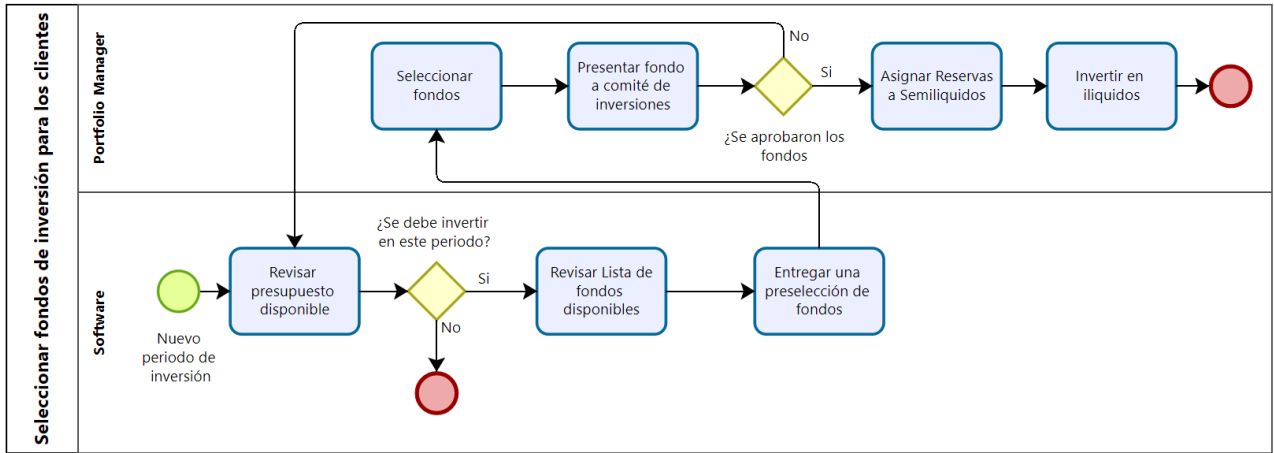 Seleccionar fondos de inversión para los clientes
Portfolio Manager
No
Seleccionar
fondos
Presentar fondo
a comité de
inversiones
Si
¿Se aprobaron los
fondos
Asignar Reservas
a Semiliquidos
Invertir en
iliquidos
Software
Nuevo
periodo de
inversión
Revisar
presupuesto
disponible
¿Se debe invertir
en este periodo?
Si
No
Revisar Lista de
fondos
disponibles
Entregar una
preselección de
fondos